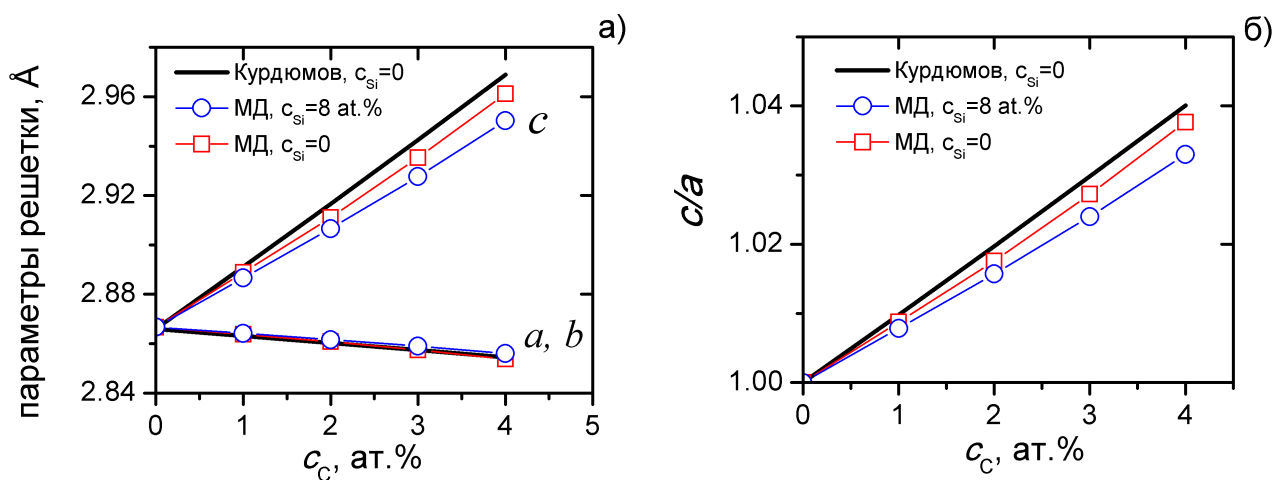 а)
Курдюмов, c_Si=0
МД, c_Si=8 at.%
МД, c_Si=0
c
a, b
параметры решетки, Å
2.96
2.92
2.88
2.84
0 1 2 3 4 5
c_C, ат.%
б)
Курдюмов, c_Si=0
МД, c_Si=8 ат.%
МД, c_Si=0
c/a
1.04
1.02
1.00
0 1 2 3 4
c_C, ат.%